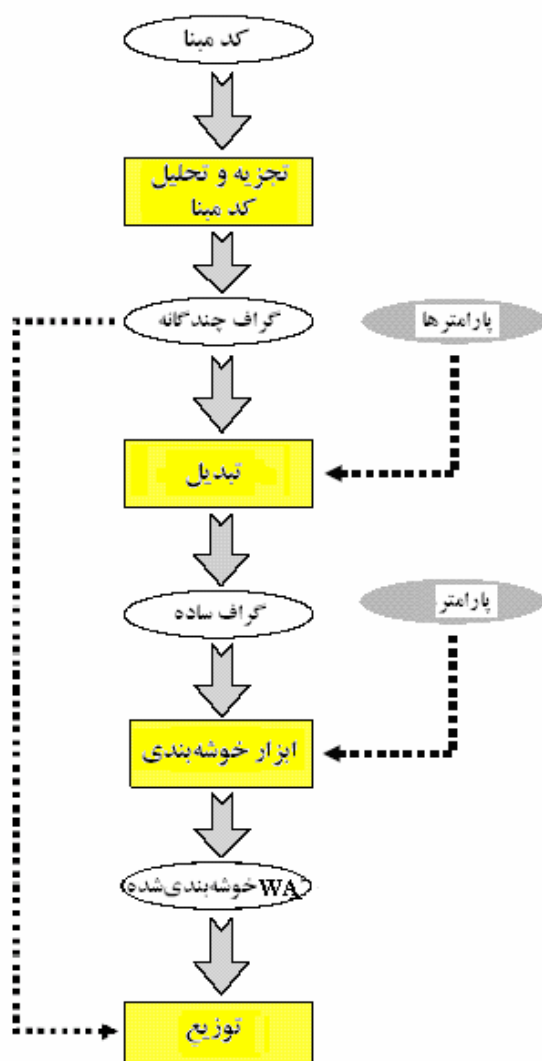 کد مبنا
تجزیه و تحلیل
کد مبنا
گراف چندگانه
پارامترها
تبدیل
گراف ساده
پارامتر
ابزار خوشه‌بندی
خوشه‌بندی‌شده
توزیع